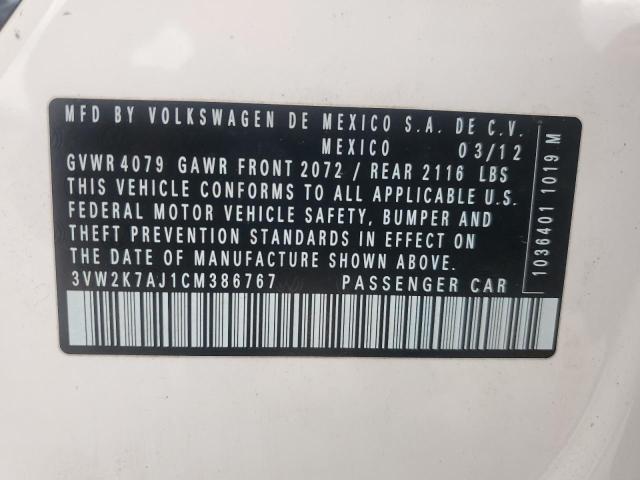 MFD BY VOLKSWAGEN DE MEXICO S.A. DE C.V.
MEXICO 03/12
GVWR 4079 GAWR FRONT 2072 / REAR 2116 LBS
THIS VEHICLE CONFORMS TO ALL APPLICABLE U.S.
FEDERAL MOTOR VEHICLE SAFETY, BUMPER AND
THEFT PREVENTION STANDARDS IN EFFECT ON
THE DATE OF MANUFACTURE SHOWN ABOVE.
3VW2K7AJ1CM386767 PASSENGER CAR
1036401 1019 M